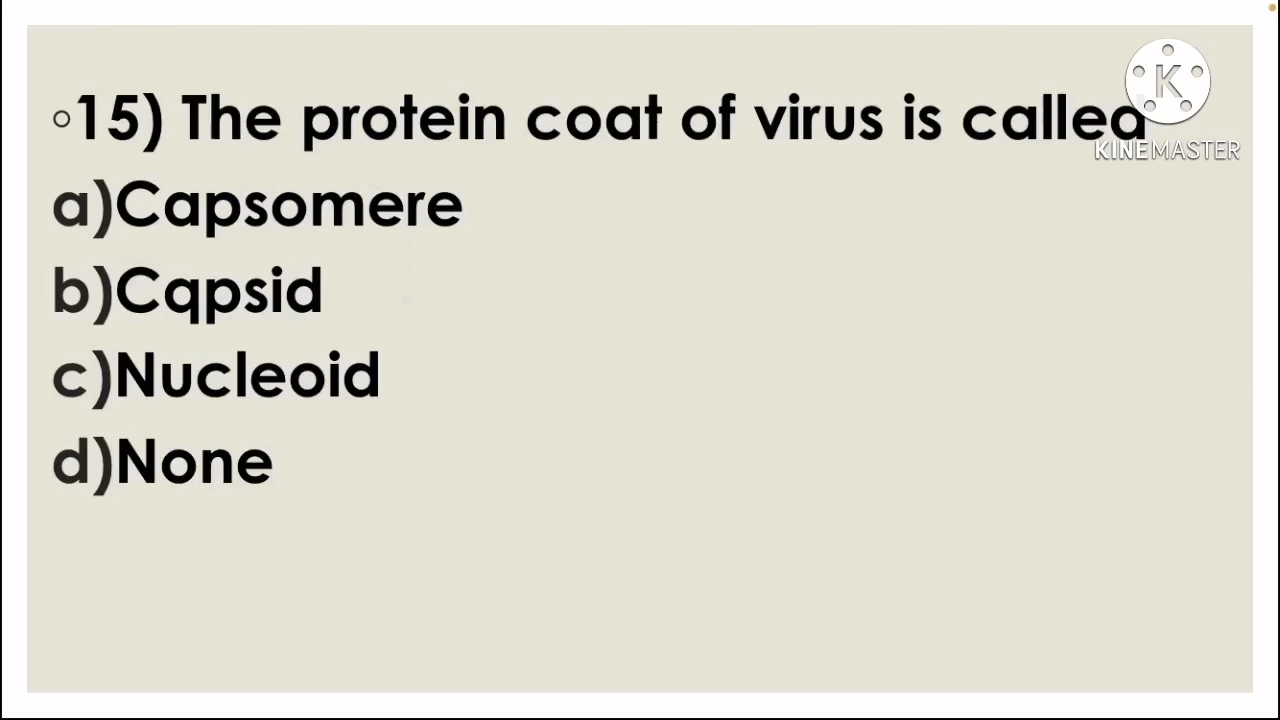 ◦15) The protein coat of virus is called
a)Capsomere
b)Cqpsid
c)Nucleoid
d)None
K
KINEMASTER